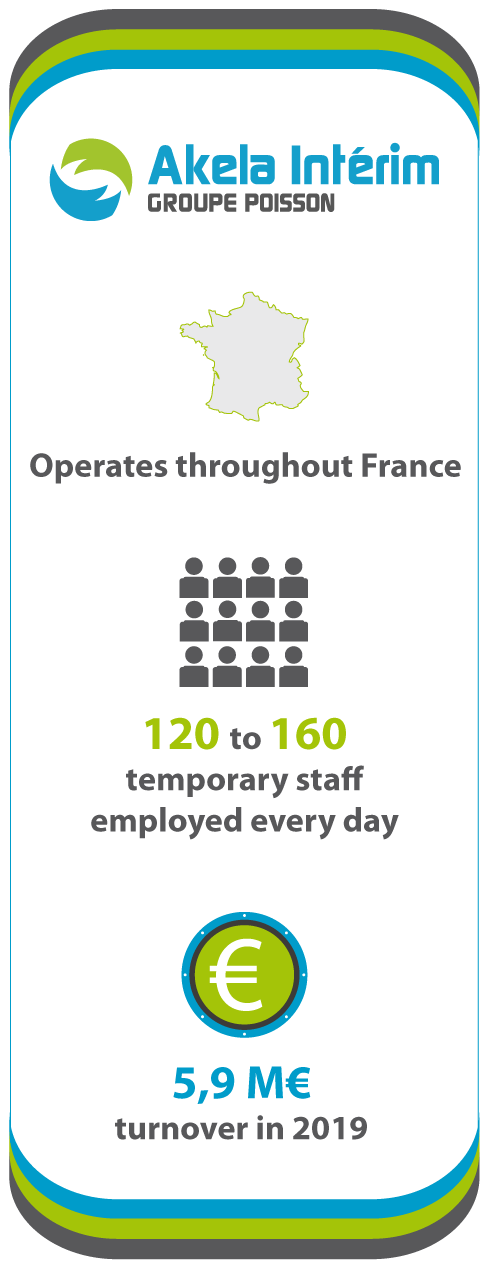 Akela Intérim
GROUPE POISSON
Operates throughout France
120 to 160
temporary staff
employed every day
€
5,9 M€
turnover in 2019